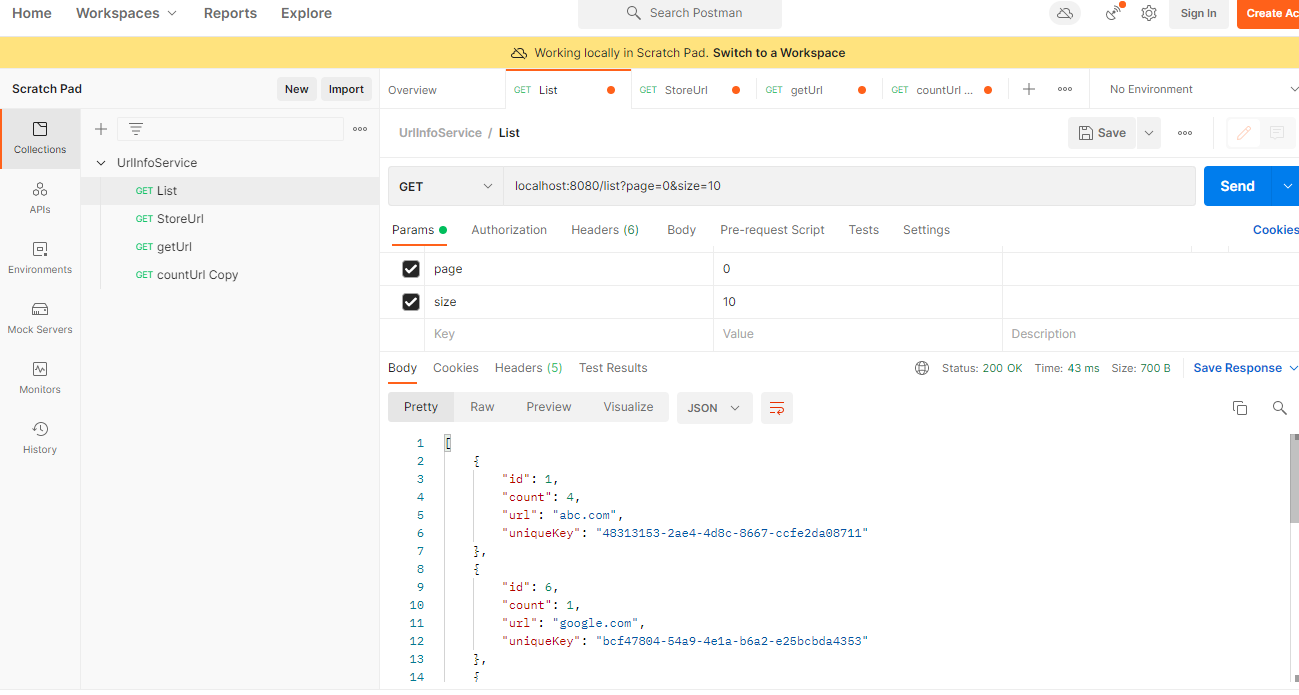 Home Workspaces Reports Explore Search Postman Sign In Create Ac
Working locally in Scratch Pad. Switch to a Workspace
Scratch Pad New Import
Overview GET List GET StoreUrl GET getUrl GET countUrl ... No Environment
Collections
APIs
Environments
Mock Servers
Monitors
History
UrlInfoService
GET List
GET StoreUrl
GET getUrl
GET countUrl Copy
UrlInfoService / List Save
GET localhost:8080/list?page=0&size=10 Send
Params Authorization Headers (6) Body Pre-request Script Tests Settings Cookies
page 0
size 10
Key Value Description
Body Cookies Headers (5) Test Results Status: 200 OK Time: 43 ms Size: 700 B Save Response
Pretty Raw Preview Visualize JSON
1 [
2 {
3 "id": 1,
4 "count": 4,
5 "url": "abc.com",
6 "uniqueKey": "48313153-2ae4-4d8c-8667-ccfe2da08711"
7 },
8 {
9 "id": 6,
10 "count": 1,
11 "url": "google.com",
12 "uniqueKey": "bcf47804-54a9-4e1a-b6a2-e25bcbda4353"
13 },
14 {